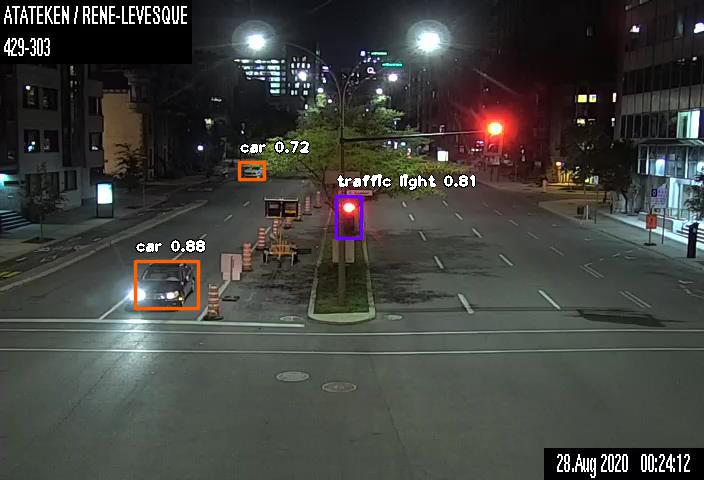 ATATEKEN / RENE-LEVESQUE
429-303
car 0.72
traffic light 0.81
car 0.88
28.Aug 2020 00:24:12